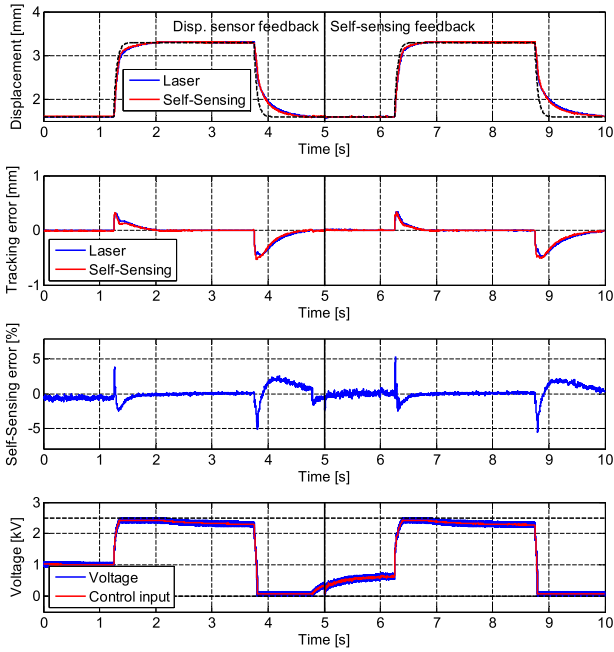 Displacement [mm]
4
3
2
Disp. sensor feedback
Self-sensing feedback
Laser
Self-Sensing
0 1 2 3 4 5 6 7 8 9 10
Time [s]
Tracking error [mm]
1
0
-1
Laser
Self-Sensing
0 1 2 3 4 5 6 7 8 9 10
Time [s]
Self-Sensing error [%]
5
0
-5
0 1 2 3 4 5 6 7 8 9 10
Time [s]
Voltage [kV]
3
2
1
0
Voltage
Control input
0 1 2 3 4 5 6 7 8 9 10
Time [s]